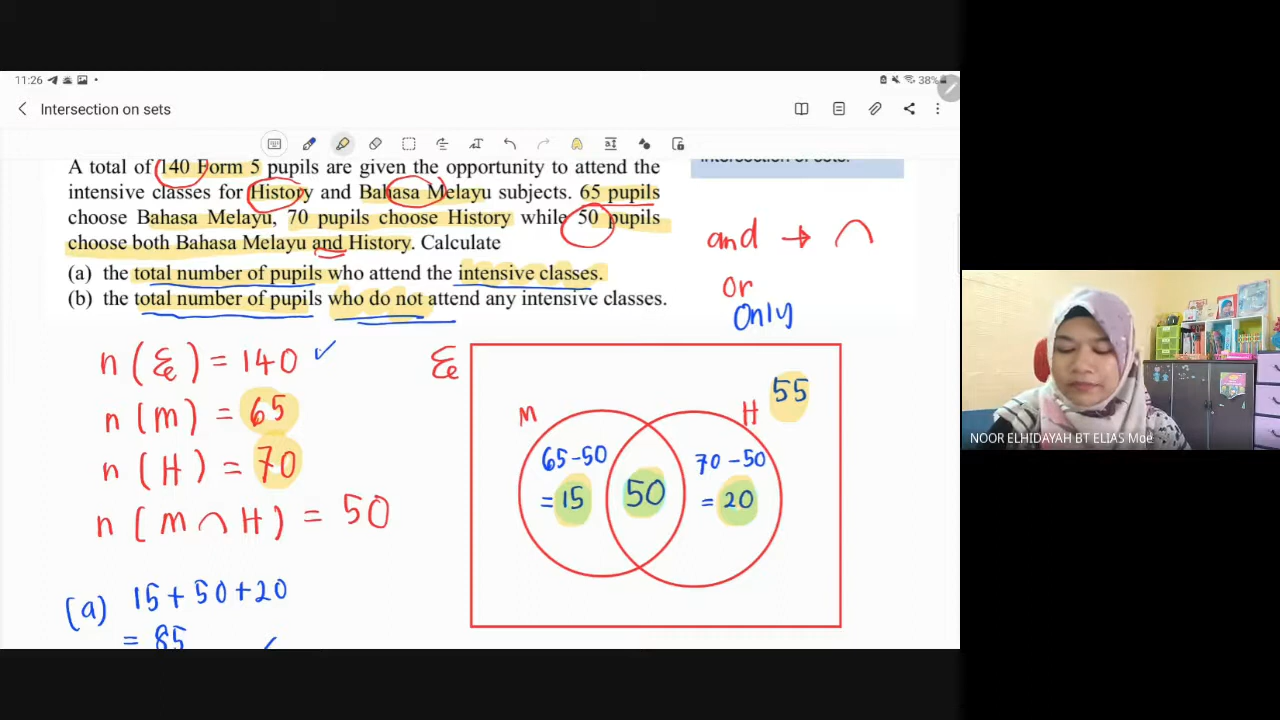 11:26
38%
Intersection on sets
A total of 140 Form 5 pupils are given the opportunity to attend the
intensive classes for History and Bahasa Melayu subjects. 65 pupils
choose Bahasa Melayu, 70 pupils choose History while 50 pupils
choose both Bahasa Melayu and History. Calculate
(a) the total number of pupils who attend the intensive classes.
(b) the total number of pupils who do not attend any intensive classes.
intersection of sets.
and → ∩
or
Only
n(ξ) = 140 ✓
n(M) = 65
n(H) = 70
n(M∩H) = 50
(a) 15+50+20
= 85
ξ
M
H
55
65-50
= 15
50
70-50
= 20
NOOR ELHIDAYAH BT ELIAS Moe